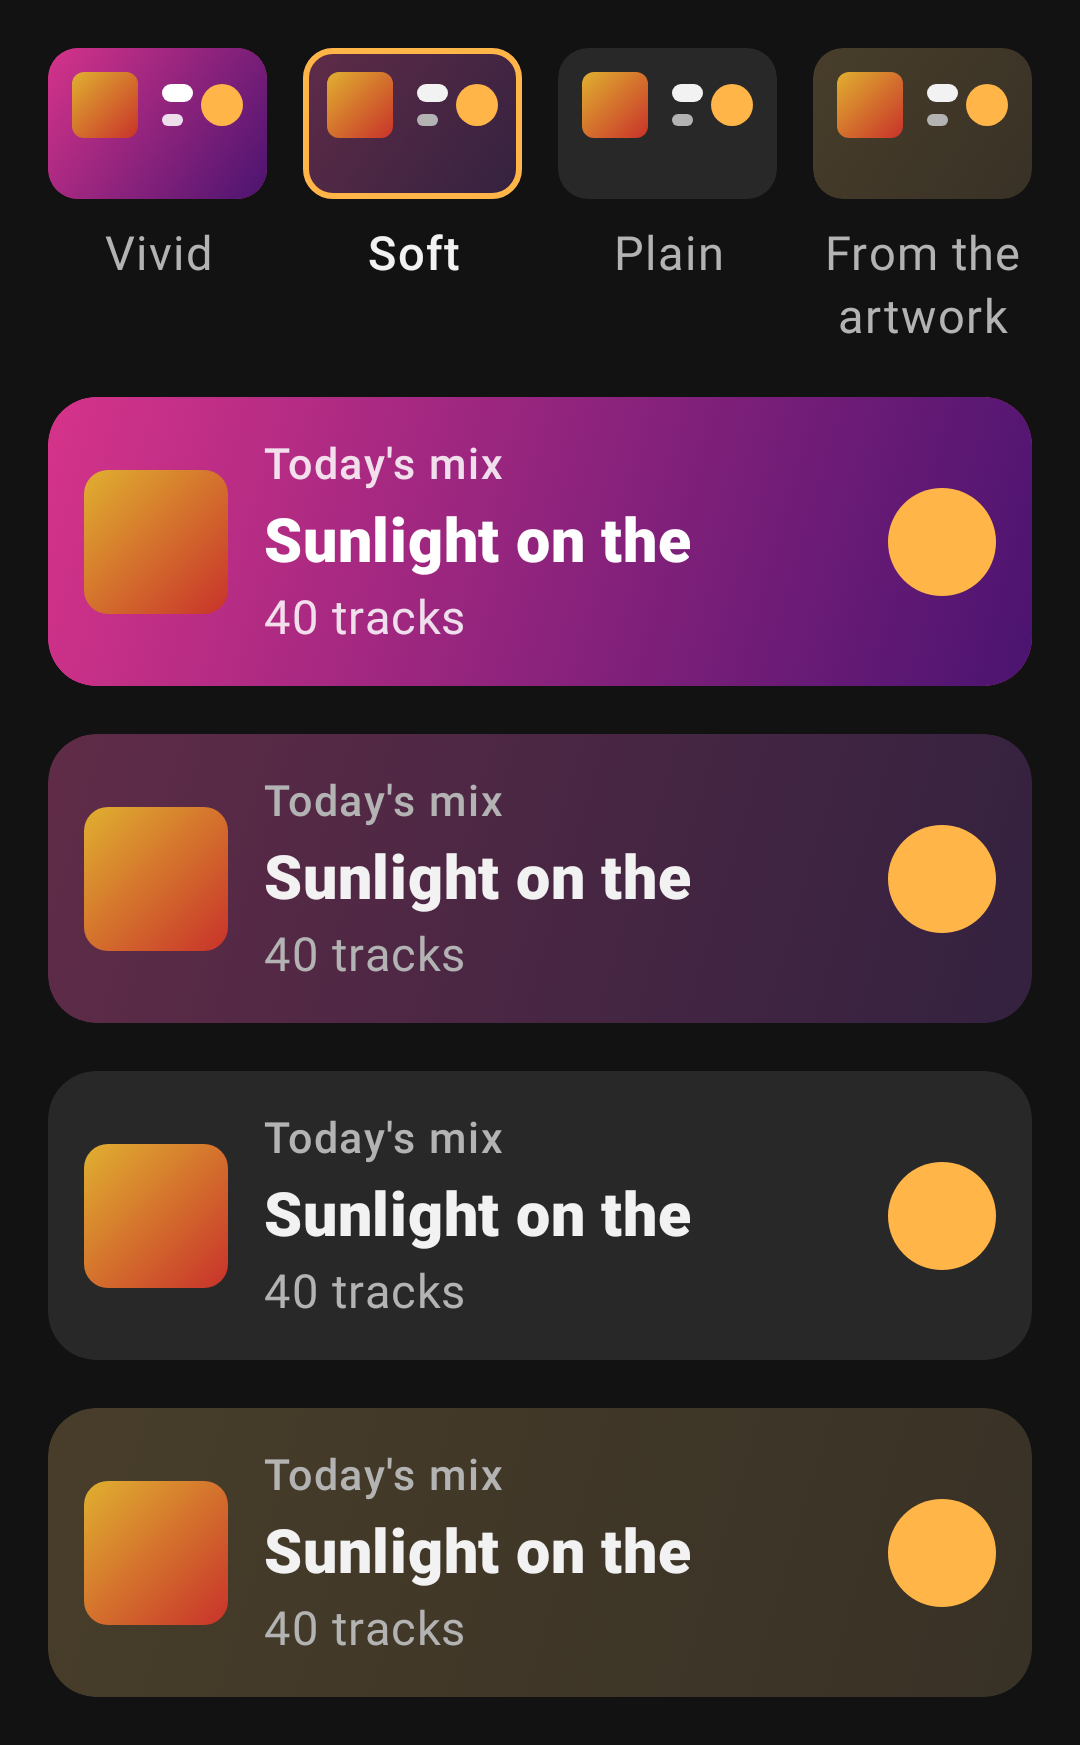 Vivid
Soft
Plain
From the
artwork
Today's mix
Sunlight on the
40 tracks
Today's mix
Sunlight on the
40 tracks
Today's mix
Sunlight on the
40 tracks
Today's mix
Sunlight on the
40 tracks